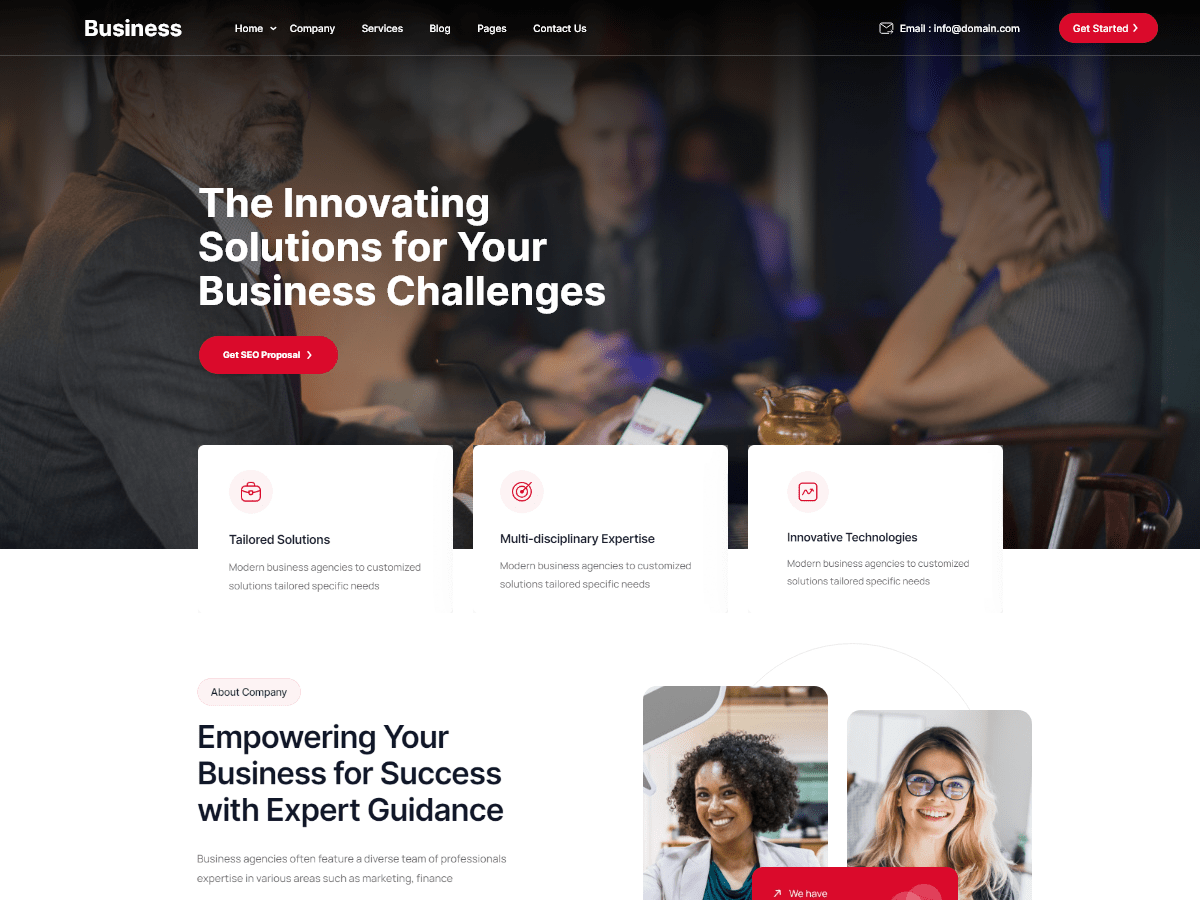 Business
Home
Company
Services
Blog
Pages
Contact Us
Email : info@domain.com
Get Started
The Innovating
Solutions for Your
Business Challenges
Get SEO Proposal
Tailored Solutions
Modern business agencies to customized
solutions tailored specific needs
Multi-disciplinary Expertise
Modern business agencies to customized
solutions tailored specific needs
Innovative Technologies
Modern business agencies to customized
solutions tailored specific needs
About Company
Empowering Your
Business for Success
with Expert Guidance
Business agencies often feature a diverse team of professionals
expertise in various areas such as marketing, finance
We have